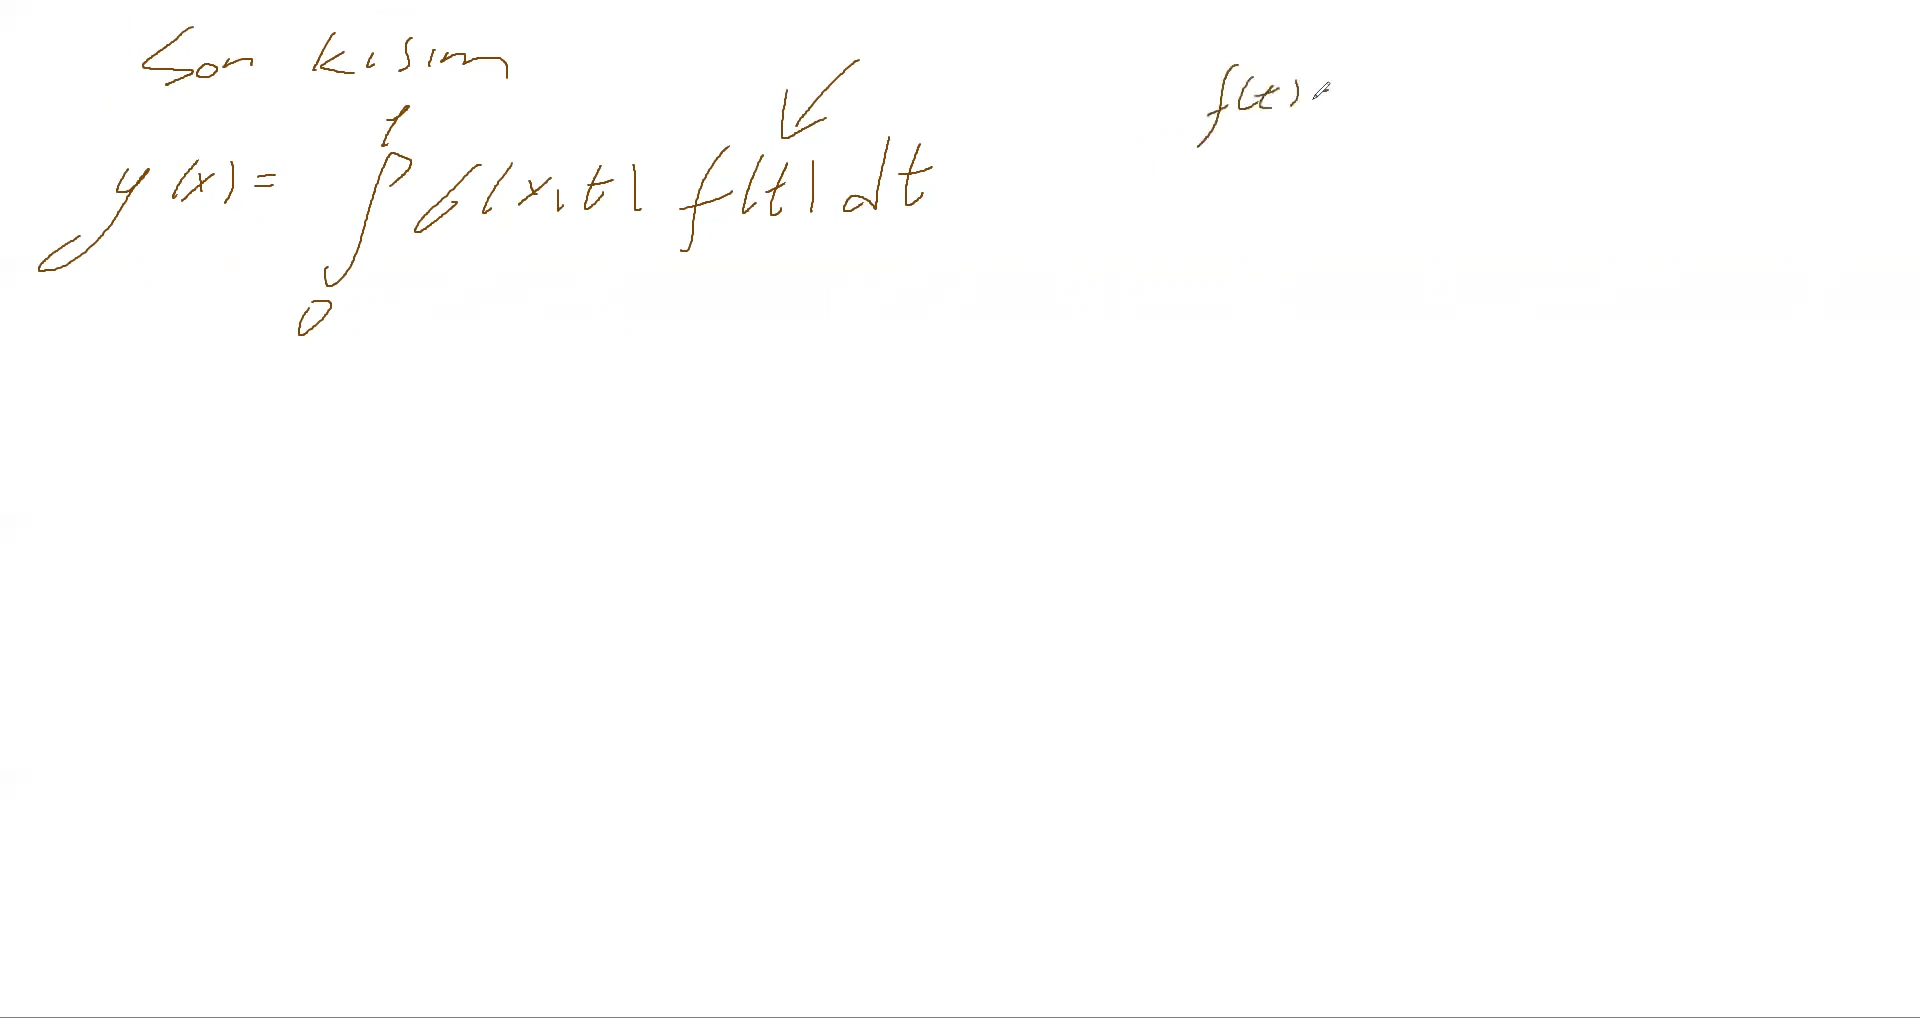 Son kısım
y(x) = ∫₀¹ G(x,t) f(t) dt
f(t)